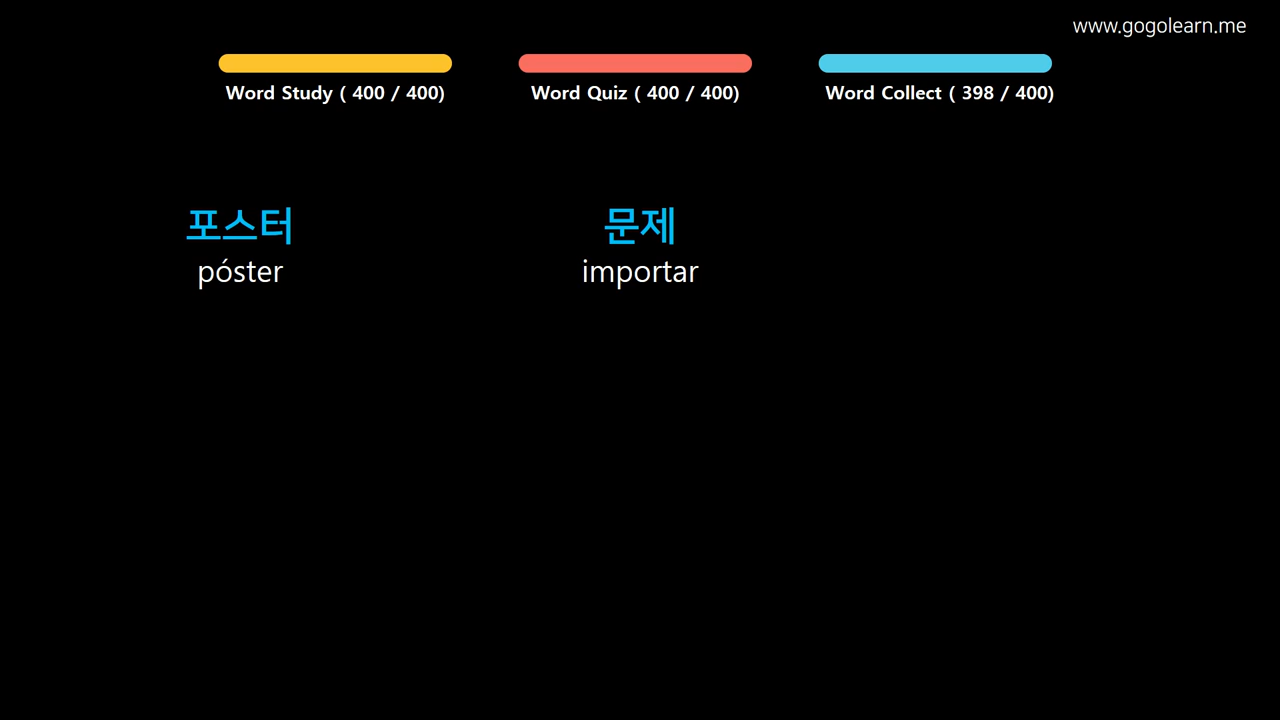 www.gogolearn.me
Word Study ( 400 / 400)
Word Quiz ( 400 / 400)
Word Collect ( 398 / 400)
포스터
póster
문제
importar